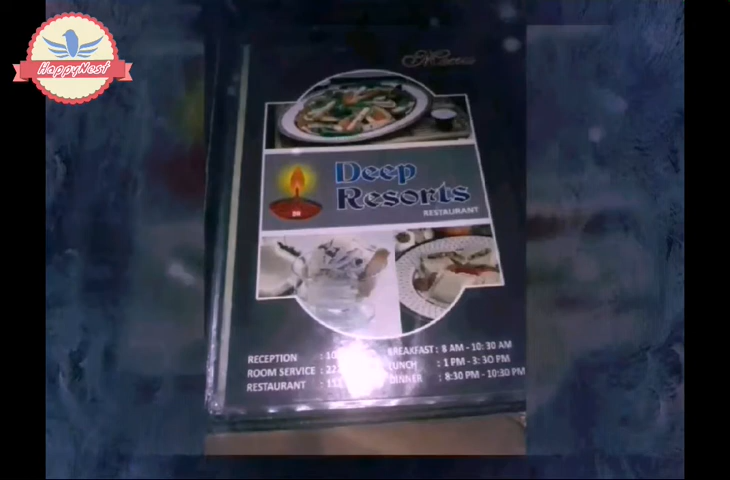 HappyNest
Menu
Deep
Resorts
RESTAURANT
RECEPTION :
ROOM SERVICE :
RESTAURANT :
BREAKFAST : 8 AM - 10: 30 AM
LUNCH : 1 PM - 3: 30 PM
DINNER : 8:30 PM - 10:30 PM